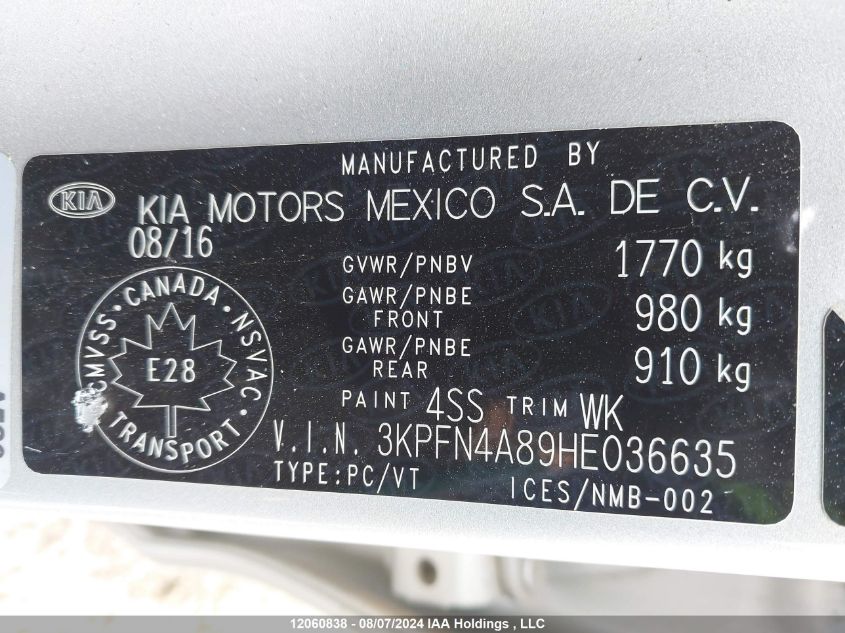 MANUFACTURED BY
KIA KIA MOTORS MEXICO S.A. DE C.V.
08/16
GVWR/PNBV 1770 kg
GAWR/PNBE FRONT 980 kg
GAWR/PNBE REAR 910 kg
PAINT 4SS TRIM WK
V.I.N. 3KPFN4A89HE036635
TYPE:PC/VT ICES/NMB-002
CMVSS · CANADA · NSVAC · TRANSPORT ·
E28
12060838 - 08/07/2024 IAA Holdings , LLC